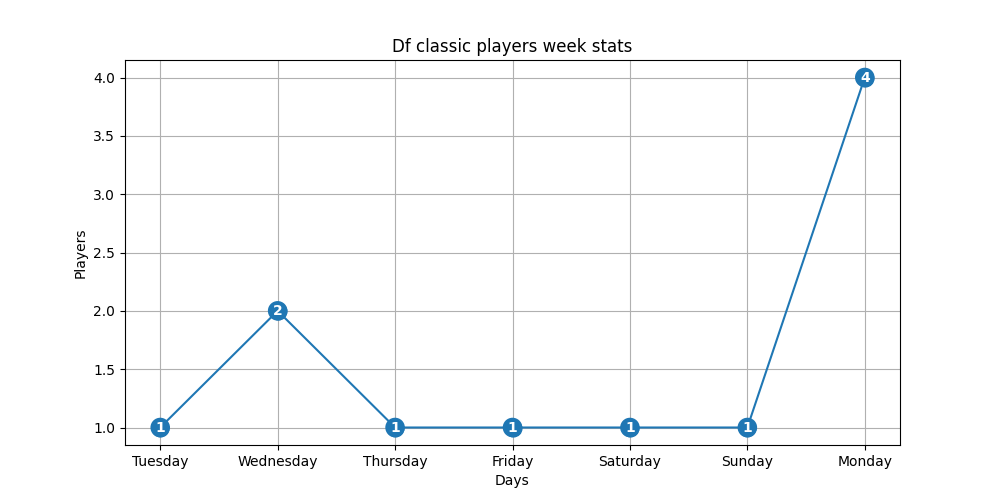 Df classic players week stats
4.0
3.5
3.0
2.5
2.0
1.5
1.0
Players
1
2
1
1
1
1
4
Tuesday
Wednesday
Thursday
Friday
Saturday
Sunday
Monday
Days